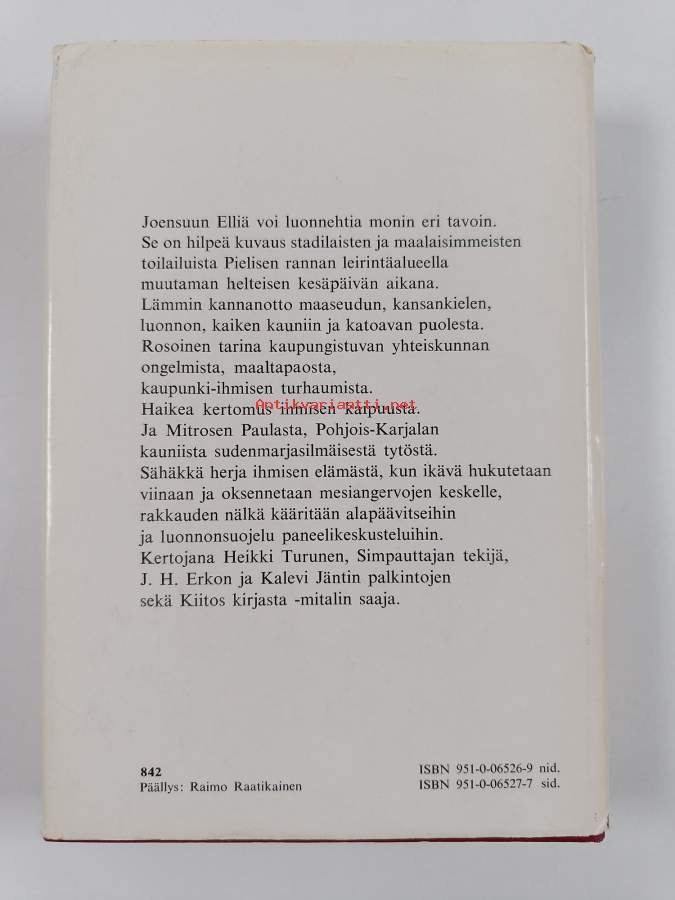 Joensuun Elliä voi luonnehtia monin eri tavoin.
Se on hilpeä kuvaus stadilaisten ja maalaisimmeisten
toilailuista Pielisen rannan leirintäalueella
muutaman helteisen kesäpäivän aikana.
Lämmin kannanotto maaseudun, kansankielen,
luonnon, kaiken kauniin ja katoavan puolesta.
Rosoinen tarina kaupungistuvan yhteiskunnan
ongelmista, maaltapaosta,
kaupunki-ihmisen turhaumista.
Haikea kertomus ihmisen kaipuusta.
Antikvariaatti.net
Ja Mitrosen Paulasta, Pohjois-Karjalan
kauniista sudenmarjasilmäisestä tytöstä.
Sähäkkä herja ihmisen elämästä, kun ikävä hukutetaan
viinaan ja oksennetaan mesiangervojen keskelle,
rakkauden nälkä kääritään alapäävitseihin
ja luonnonsuojelu paneelikeskusteluihin.
Kertojana Heikki Turunen, Simpauttajan tekijä,
J. H. Erkon ja Kalevi Jäntin palkintojen
sekä Kiitos kirjasta -mitalin saaja.
842
Päällys: Raimo Raatikainen
ISBN 951-0-06526-9 nid.
ISBN 951-0-06527-7 sid.